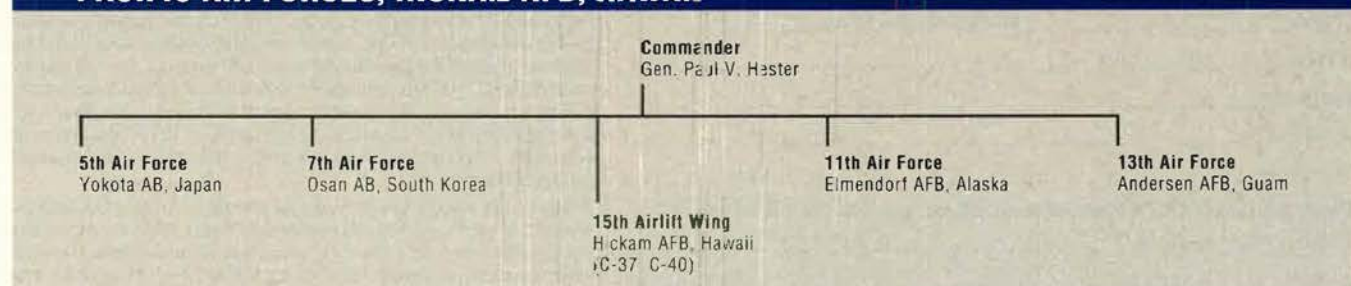 Commander
Gen. Paul V. Hester
5th Air Force
Yokota AB, Japan
7th Air Force
Osan AB, South Korea
15th Airlift Wing
Hickam AFB, Hawaii
(C-37 C-40)
11th Air Force
Elmendorf AFB, Alaska
13th Air Force
Andersen AFB, Guam